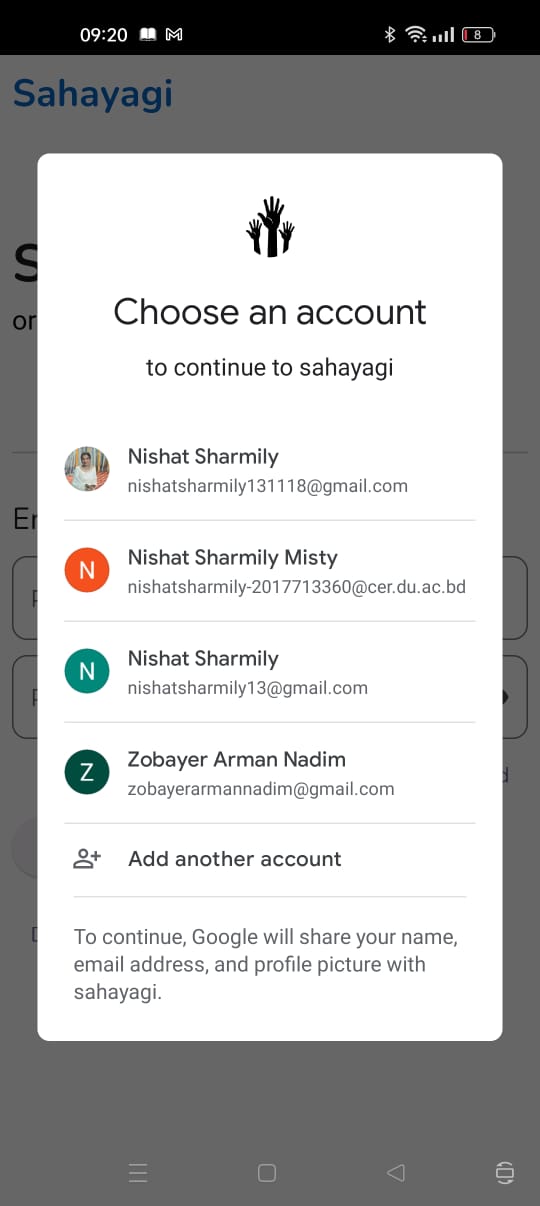 09:20
8
Sahayagi
S
or
Choose an account
to continue to sahayagi
Nishat Sharmily
nishatsharmily131118@gmail.com
En
N
Nishat Sharmily Misty
nishatsharmily-2017713360@cer.du.ac.bd
N
Nishat Sharmily
nishatsharmily13@gmail.com
Z
Zobayer Arman Nadim
zobayerarmannadim@gmail.com
Add another account
To continue, Google will share your name,
email address, and profile picture with
sahayagi.